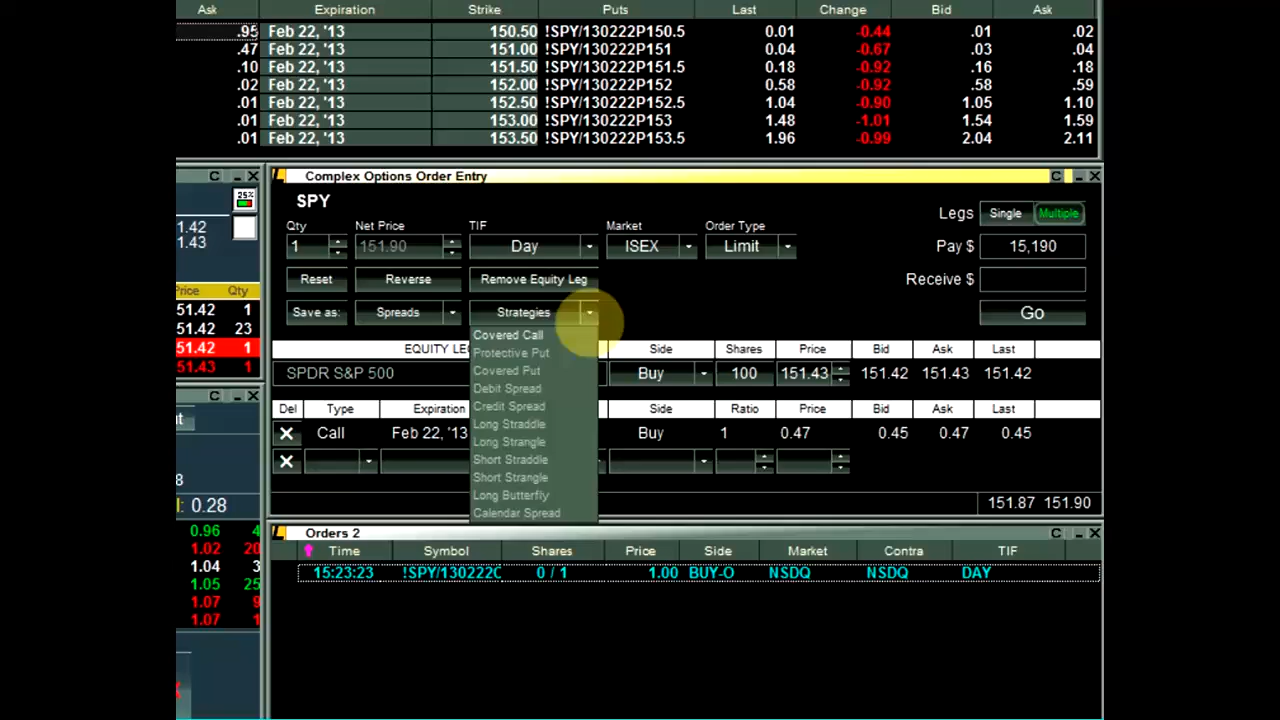 Ask Expiration Strike Puts Last Change Bid Ask
.95 Feb 22, '13 150.50 !SPY/130222P150.5 0.01 -0.44 .01 .02
.47 Feb 22, '13 151.00 !SPY/130222P151 0.04 -0.67 .03 .04
.10 Feb 22, '13 151.50 !SPY/130222P151.5 0.18 -0.92 .16 .18
.02 Feb 22, '13 152.00 !SPY/130222P152 0.58 -0.92 .58 .59
.01 Feb 22, '13 152.50 !SPY/130222P152.5 1.04 -0.90 1.05 1.10
.01 Feb 22, '13 153.00 !SPY/130222P153 1.48 -1.01 1.54 1.59
.01 Feb 22, '13 153.50 !SPY/130222P153.5 1.96 -0.99 2.04 2.11
C
25%
1.42
1.43
Price Qty
51.42 1
51.42 23
51.42 1
51.43 1
C
nt
8
l: 0.28
0.96 4
1.02 20
1.04 3
1.05 25
1.07 9
1.07 1
Complex Options Order Entry C
SPY
Legs Single Multiple
Qty Net Price TIF Market Order Type
1 151.90 Day ISEX Limit
Pay $ 15,190
Reset Reverse Remove Equity Leg
Receive $
Save as: Spreads Strategies
Go
Covered Call
Protective Put
Covered Put
Debit Spread
Credit Spread
Long Straddle
Long Strangle
Short Straddle
Short Strangle
Long Butterfly
Calendar Spread
EQUITY LE Side Shares Price Bid Ask Last
SPDR S&P 500 Buy 100 151.43 151.42 151.43 151.42
Del Type Expiration Side Ratio Price Bid Ask Last
X Call Feb 22, '13 Buy 1 0.47 0.45 0.47 0.45
X
151.87 151.90
Orders 2 C
Time Symbol Shares Price Side Market Contra TIF
15:23:23 !SPY/130222C 0 / 1 1.00 BUY-O NSDQ NSDQ DAY